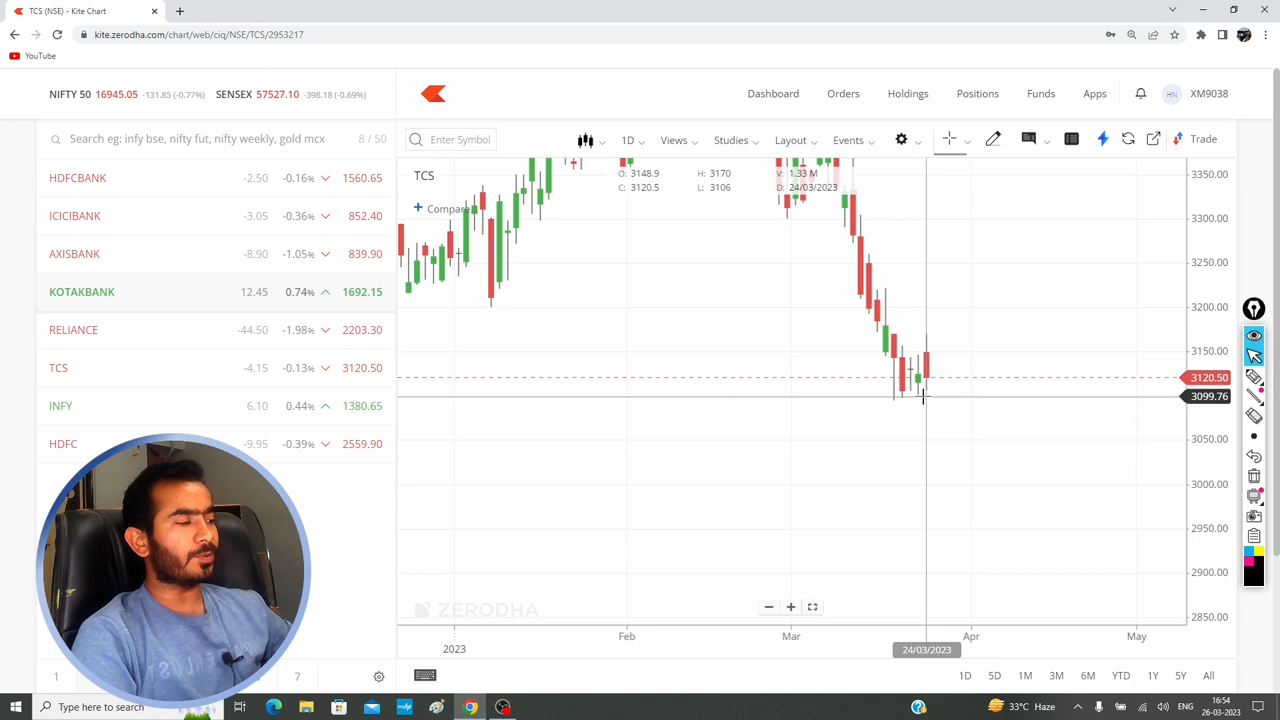 TCS (NSE) - Kite Chart
kite.zerodha.com/chart/web/ciq/NSE/TCS/2953217
YouTube
NIFTY 50 16945.05 -131.85 (-0.77%) SENSEX 57527.10 -398.18 (-0.69%)
Dashboard Orders Holdings Positions Funds Apps HN XM9038
Search eg: infy bse, nifty fut, nifty weekly, gold mcx 8 / 50
Enter Symbol 1D Views Studies Layout Events Trade
HDFCBANK -2.50 -0.16% 1560.65
ICICIBANK -3.05 -0.36% 852.40
AXISBANK -8.90 -1.05% 839.90
KOTAKBANK 12.45 0.74% 1692.15
RELIANCE -44.50 -1.98% 2203.30
TCS -4.15 -0.13% 3120.50
INFY 6.10 0.44% 1380.65
HDFC -9.95 -0.39% 2559.90
1 7
TCS
O: 3148.9 H: 3170 V: 1.33 M
C: 3120.5 L: 3106 D: 24/03/2023
+ Compare
3350.00
3300.00
3250.00
3200.00
3150.00
3120.50
3099.76
3050.00
3000.00
2950.00
2900.00
2850.00
ZERODHA
2023 Feb Mar 24/03/2023 Apr May
1D 5D 1M 3M 6M YTD 1Y 5Y All
Type here to search
33°C Haze
ENG
16:54
26-03-2023